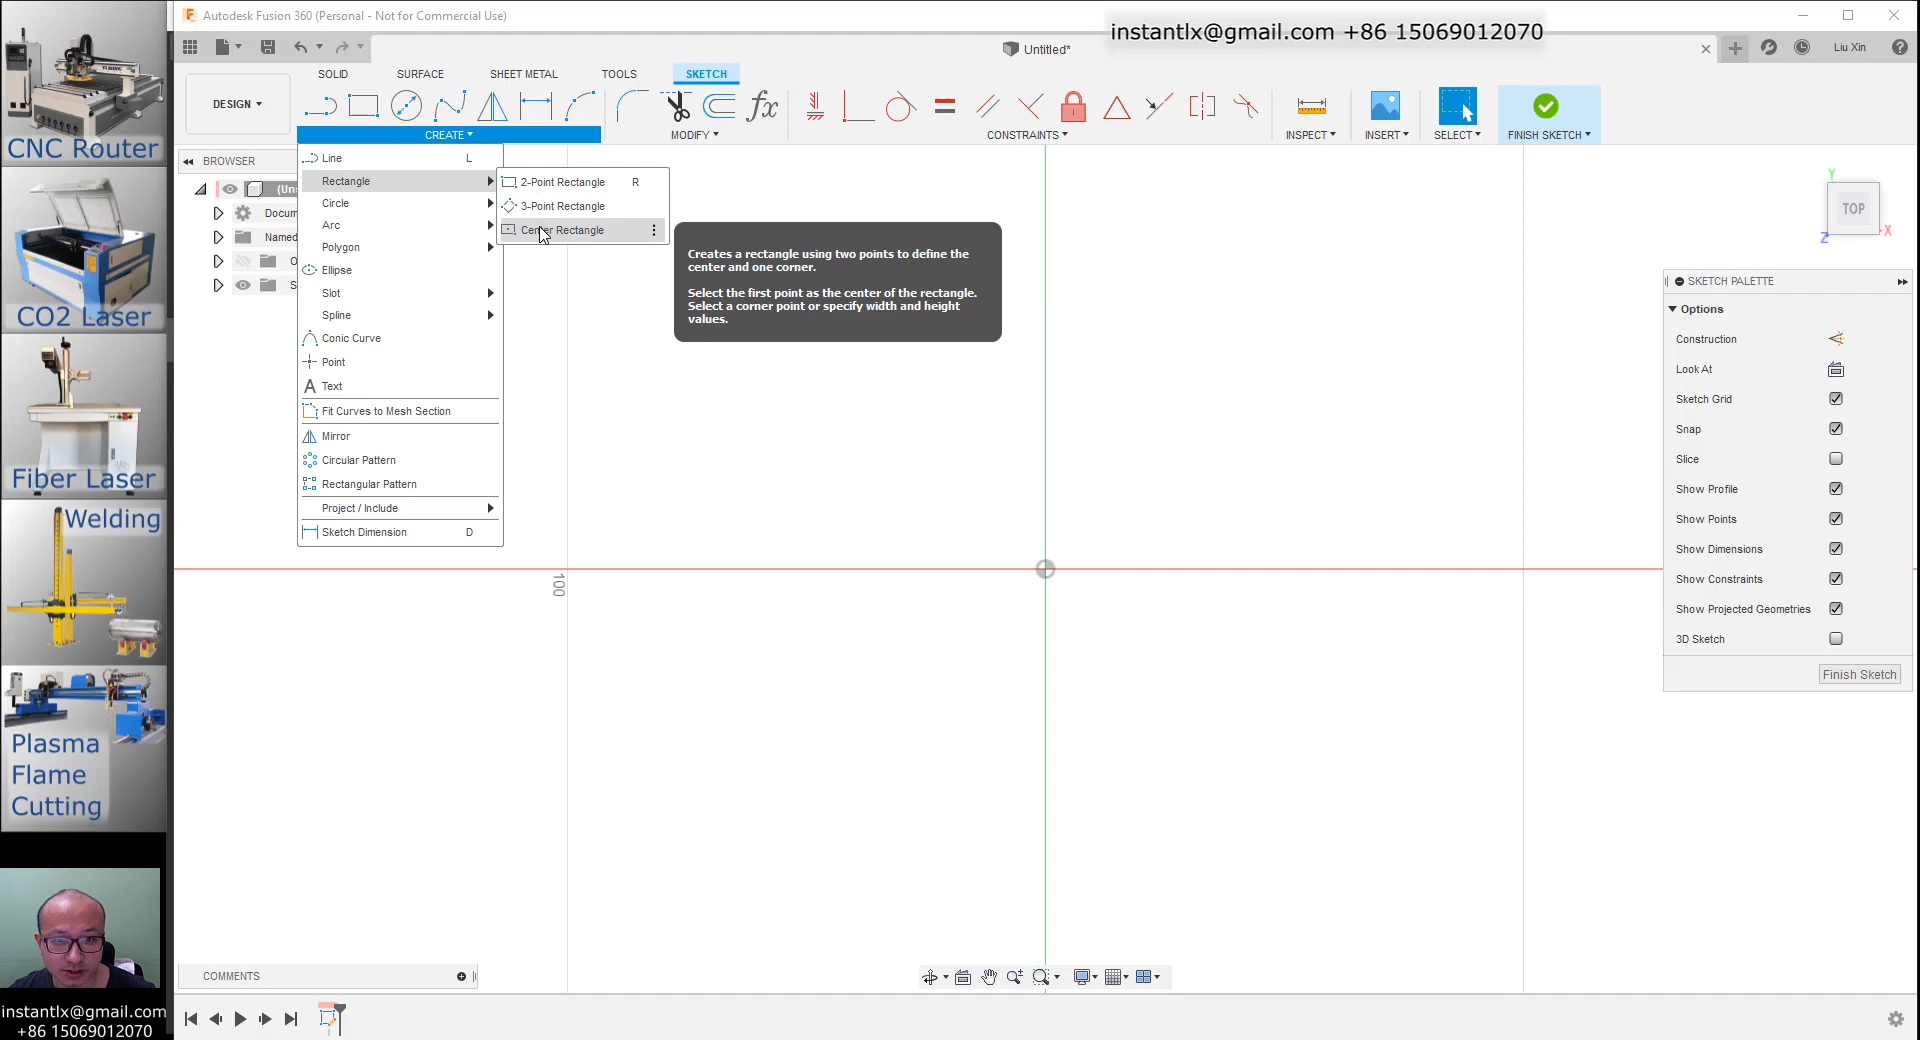 Autodesk Fusion 360 (Personal - Not for Commercial Use)
instantlx@gmail.com +86 15069012070
Untitled*
Liu Xin
SOLID
SURFACE
SHEET METAL
TOOLS
SKETCH
DESIGN
fx
CREATE
MODIFY
CONSTRAINTS
INSPECT
INSERT
SELECT
FINISH SKETCH
CNC Router
CO2 Laser
Fiber Laser
Welding
Plasma
Flame
Cutting
BROWSER
(Uns
Docum
Named
O
S
Line L
Rectangle
Circle
Arc
Polygon
Ellipse
Slot
Spline
Conic Curve
Point
Text
Fit Curves to Mesh Section
Mirror
Circular Pattern
Rectangular Pattern
Project / Include
Sketch Dimension D
2-Point Rectangle R
3-Point Rectangle
Center Rectangle
Creates a rectangle using two points to define the
center and one corner.
Select the first point as the center of the rectangle.
Select a corner point or specify width and height
values.
100
Y
TOP
Z
X
SKETCH PALETTE
Options
Construction
Look At
Sketch Grid
Snap
Slice
Show Profile
Show Points
Show Dimensions
Show Constraints
Show Projected Geometries
3D Sketch
Finish Sketch
COMMENTS
instantlx@gmail.com
+86 15069012070